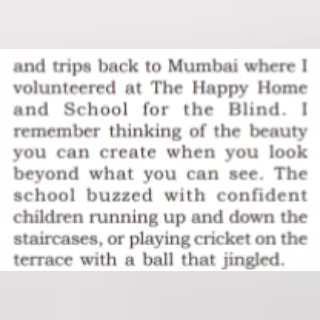 and trips back to Mumbai where I
volunteered at The Happy Home
and School for the Blind. I
remember thinking of the beauty
you can create when you look
beyond what you can see. The
school buzzed with confident
children running up and down the
staircases, or playing cricket on the
terrace with a ball that jingled.